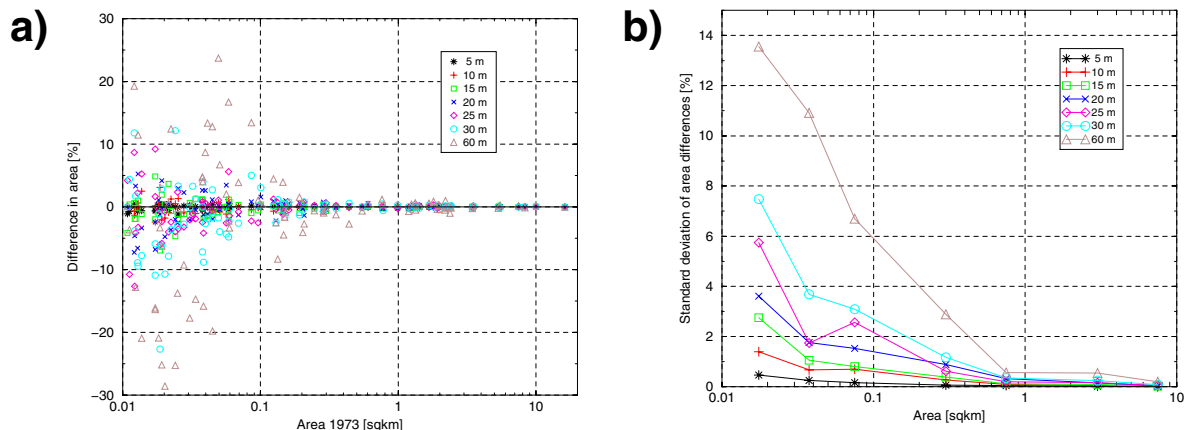 a)
30
20
10
0
−10
−20
−30
0.01
0.1
1
10
Area 1973 [sqkm]
Difference in area [%]
5 m
10 m
15 m
20 m
25 m
30 m
60 m
b)
14
12
10
8
6
4
2
0
0.01
0.1
1
10
Area [sqkm]
Standard deviation of area differences [%]
5 m
10 m
15 m
20 m
25 m
30 m
60 m